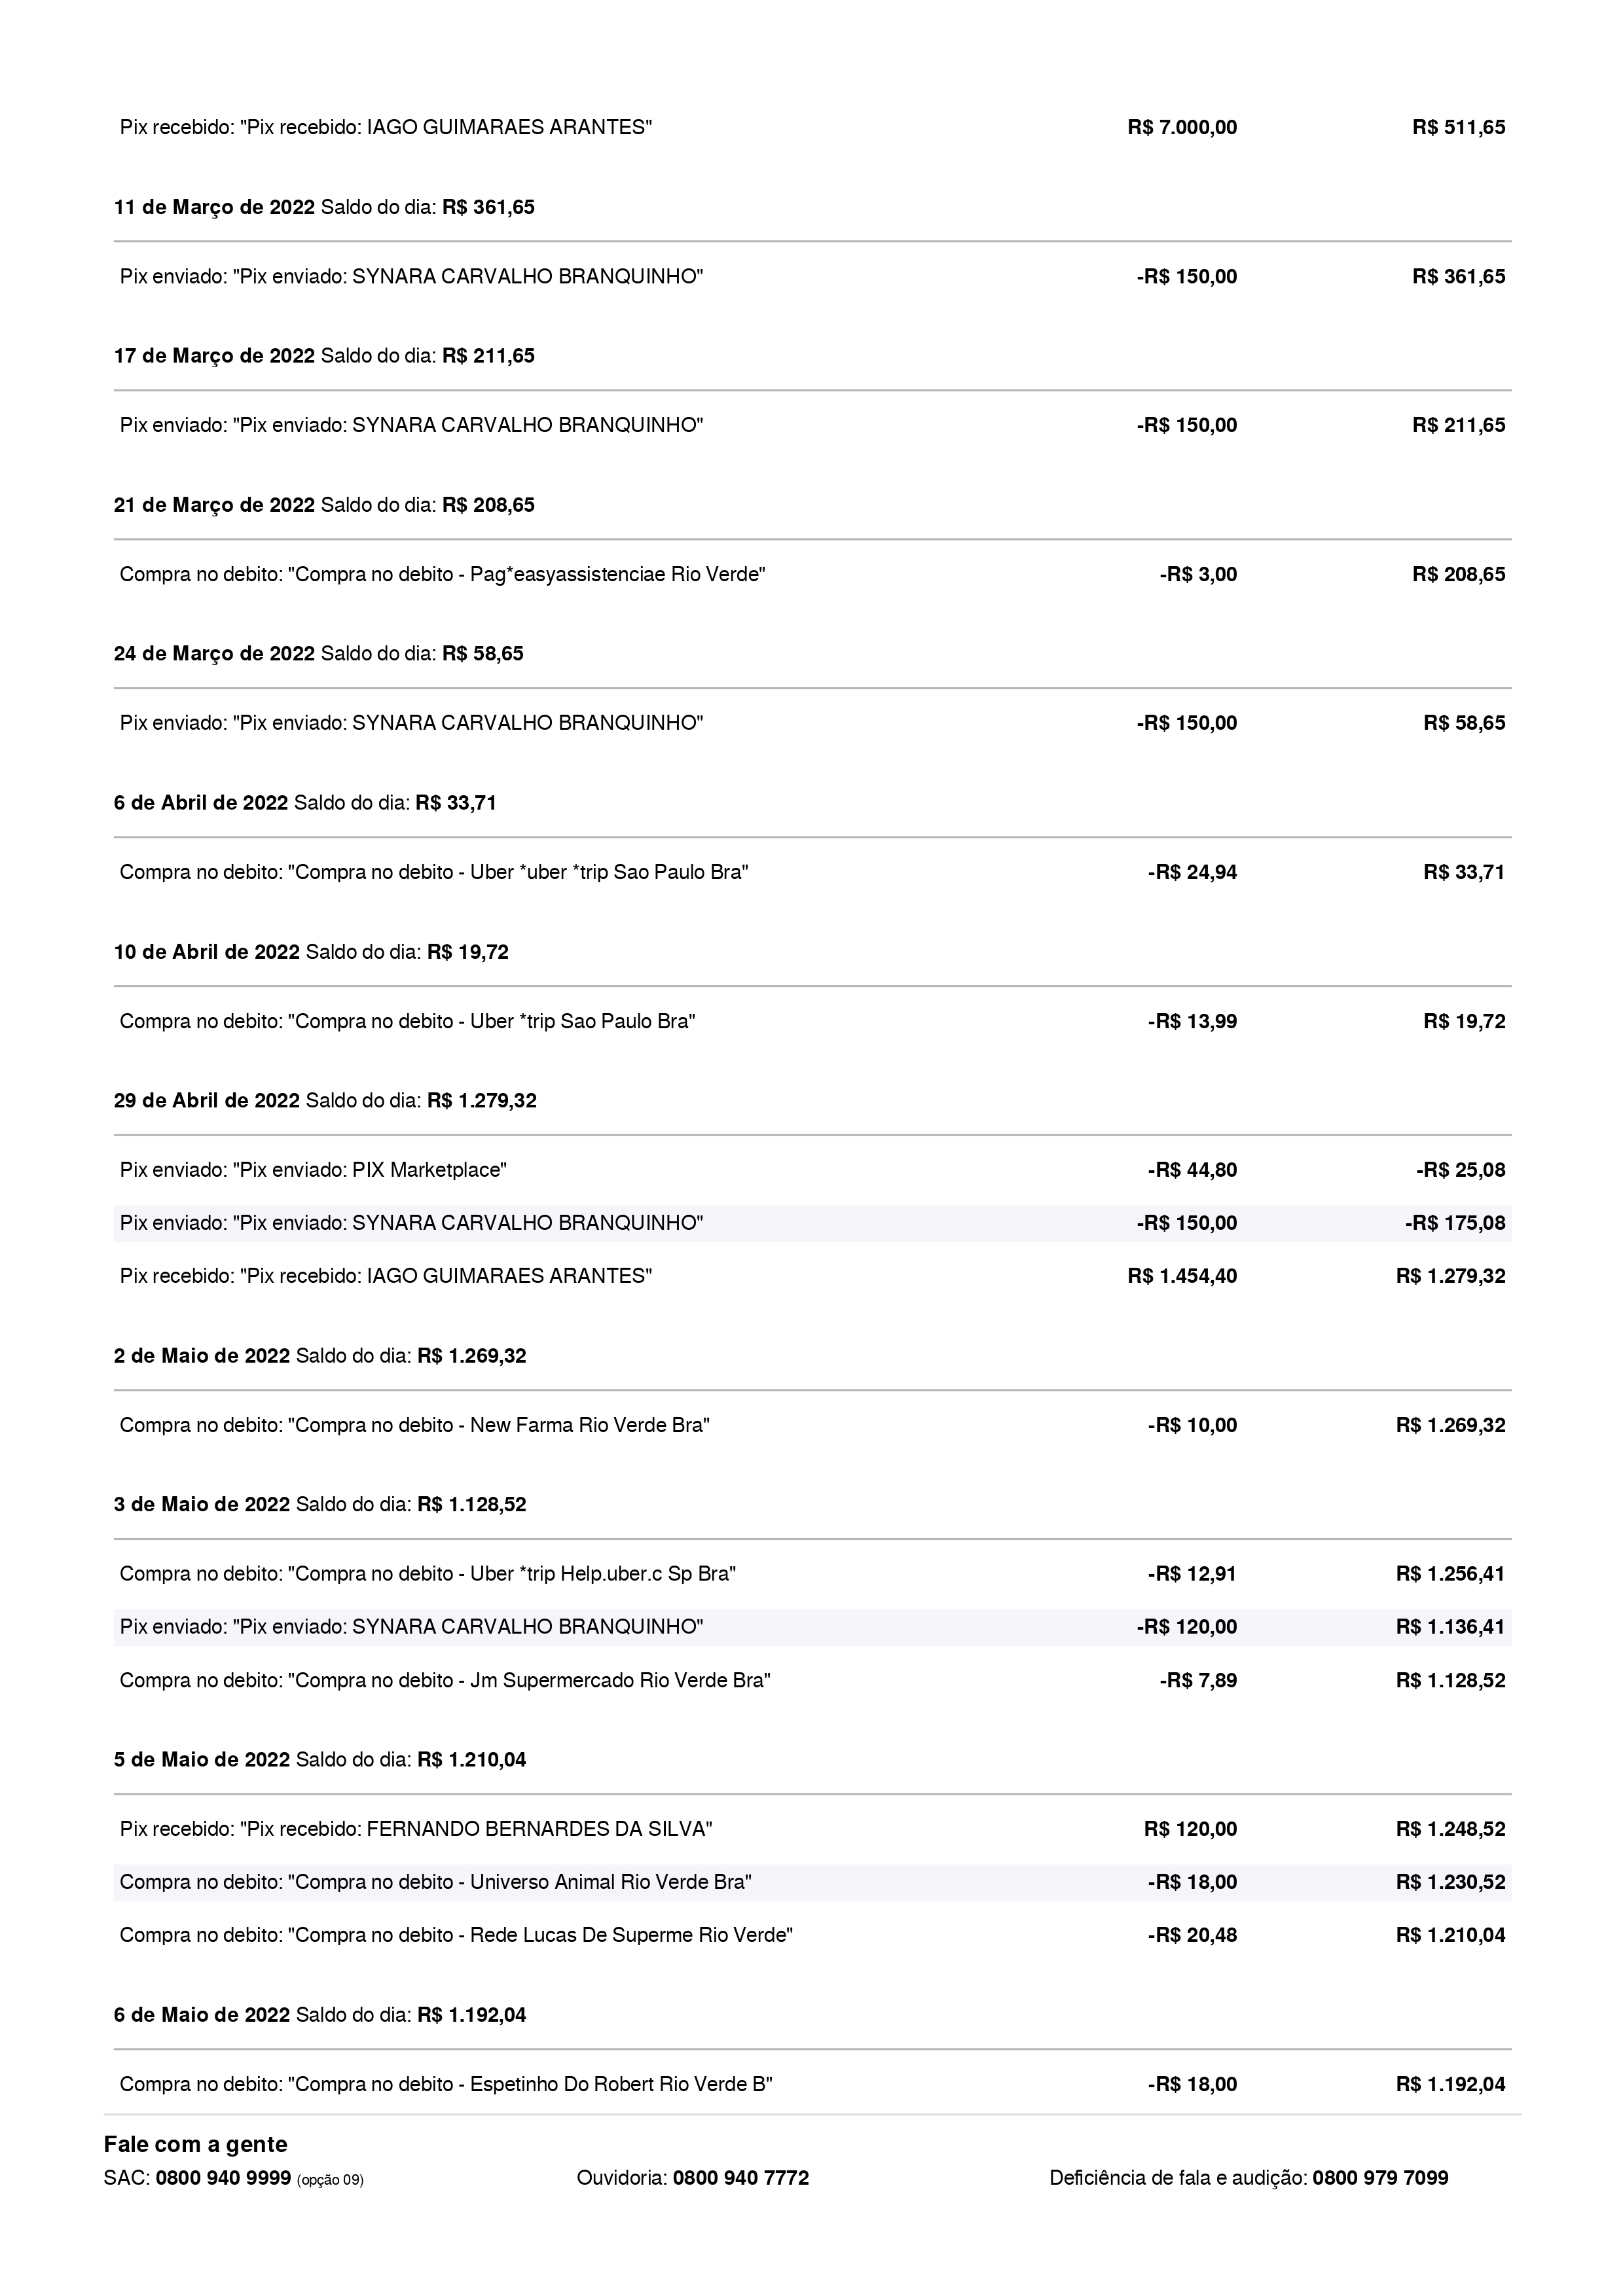 Pix recebido: "Pix recebido: IAGO GUIMARAES ARANTES" R$ 7.000,00 R$ 511,65
11 de Março de 2022 Saldo do dia: R$ 361,65
Pix enviado: "Pix enviado: SYNARA CARVALHO BRANQUINHO" -R$ 150,00 R$ 361,65
17 de Março de 2022 Saldo do dia: R$ 211,65
Pix enviado: "Pix enviado: SYNARA CARVALHO BRANQUINHO" -R$ 150,00 R$ 211,65
21 de Março de 2022 Saldo do dia: R$ 208,65
Compra no debito: "Compra no debito - Pag*easyassistenciae Rio Verde" -R$ 3,00 R$ 208,65
24 de Março de 2022 Saldo do dia: R$ 58,65
Pix enviado: "Pix enviado: SYNARA CARVALHO BRANQUINHO" -R$ 150,00 R$ 58,65
6 de Abril de 2022 Saldo do dia: R$ 33,71
Compra no debito: "Compra no debito - Uber *uber *trip Sao Paulo Bra" -R$ 24,94 R$ 33,71
10 de Abril de 2022 Saldo do dia: R$ 19,72
Compra no debito: "Compra no debito - Uber *trip Sao Paulo Bra" -R$ 13,99 R$ 19,72
29 de Abril de 2022 Saldo do dia: R$ 1.279,32
Pix enviado: "Pix enviado: PIX Marketplace" -R$ 44,80 -R$ 25,08
Pix enviado: "Pix enviado: SYNARA CARVALHO BRANQUINHO" -R$ 150,00 -R$ 175,08
Pix recebido: "Pix recebido: IAGO GUIMARAES ARANTES" R$ 1.454,40 R$ 1.279,32
2 de Maio de 2022 Saldo do dia: R$ 1.269,32
Compra no debito: "Compra no debito - New Farma Rio Verde Bra" -R$ 10,00 R$ 1.269,32
3 de Maio de 2022 Saldo do dia: R$ 1.128,52
Compra no debito: "Compra no debito - Uber *trip Help.uber.c Sp Bra" -R$ 12,91 R$ 1.256,41
Pix enviado: "Pix enviado: SYNARA CARVALHO BRANQUINHO" -R$ 120,00 R$ 1.136,41
Compra no debito: "Compra no debito - Jm Supermercado Rio Verde Bra" -R$ 7,89 R$ 1.128,52
5 de Maio de 2022 Saldo do dia: R$ 1.210,04
Pix recebido: "Pix recebido: FERNANDO BERNARDES DA SILVA" R$ 120,00 R$ 1.248,52
Compra no debito: "Compra no debito - Universo Animal Rio Verde Bra" -R$ 18,00 R$ 1.230,52
Compra no debito: "Compra no debito - Rede Lucas De Superme Rio Verde" -R$ 20,48 R$ 1.210,04
6 de Maio de 2022 Saldo do dia: R$ 1.192,04
Compra no debito: "Compra no debito - Espetinho Do Robert Rio Verde B" -R$ 18,00 R$ 1.192,04
Fale com a gente
SAC: 0800 940 9999 (opção 09) Ouvidoria: 0800 940 7772 Deficiência de fala e audição: 0800 979 7099